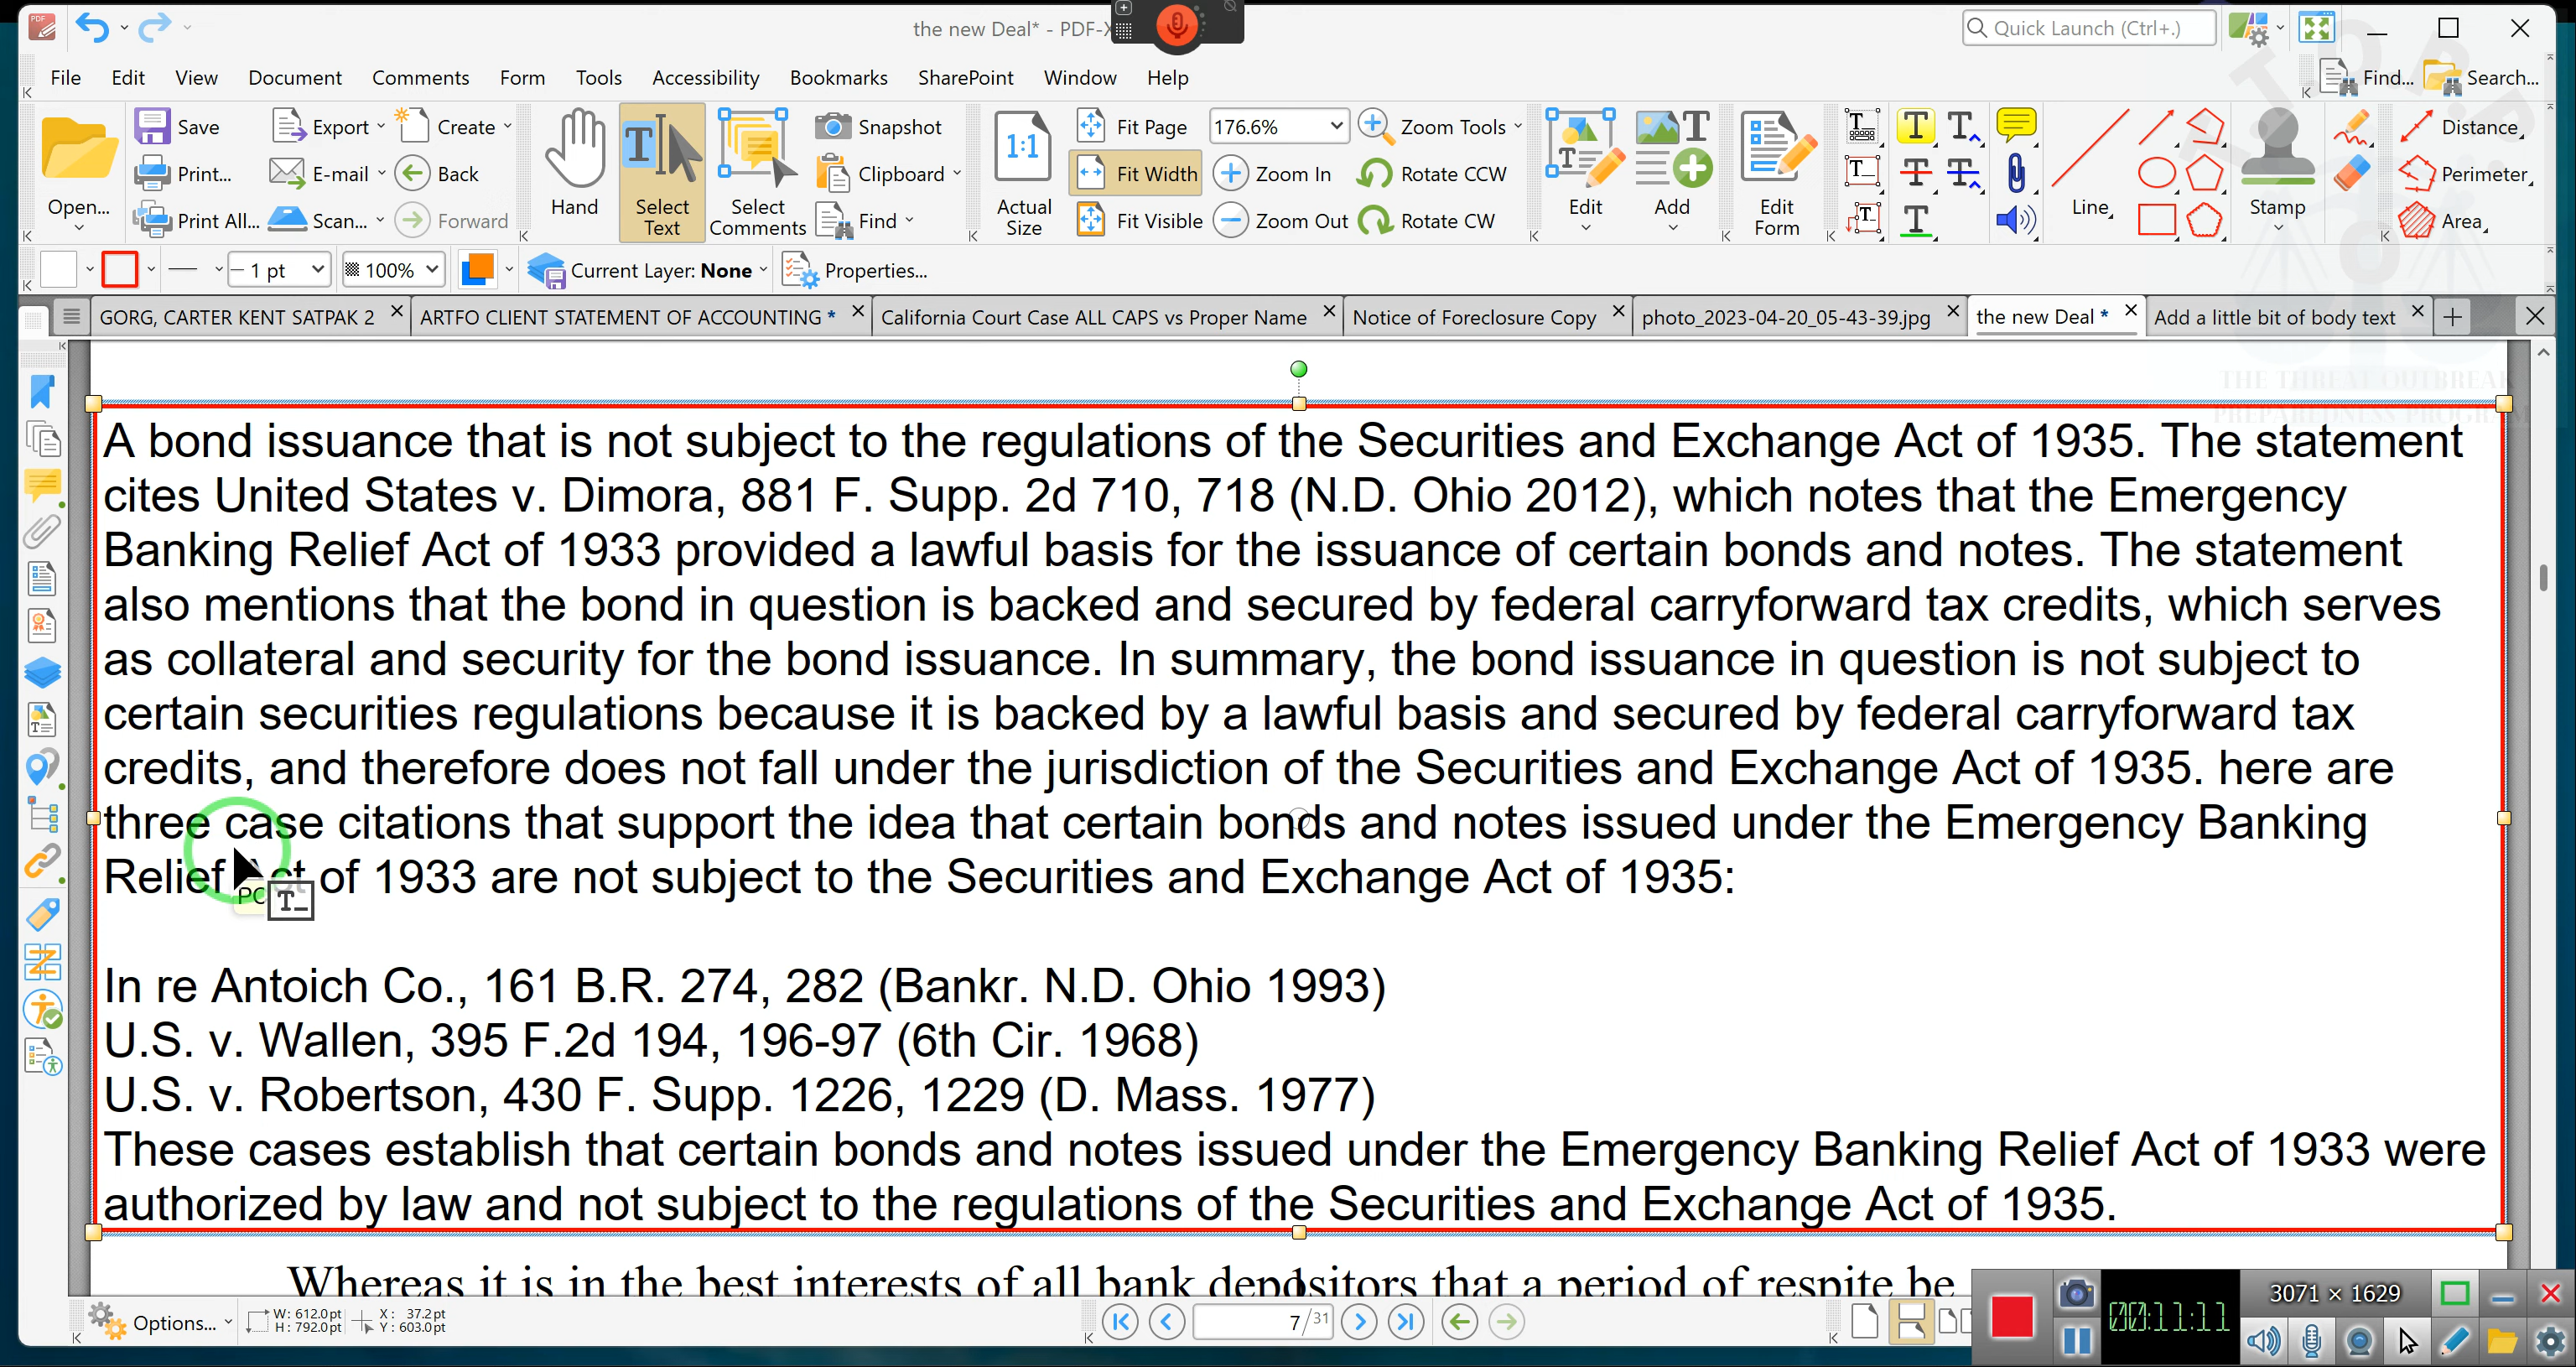 the new Deal* - PDF-X
Quick Launch (Ctrl+.)
File Edit View Document Comments Form Tools Accessibility Bookmarks SharePoint Window Help
Find... Search...
Open...
Save
Print...
Print All...
Export
E-mail
Scan...
Create
Back
Forward
Hand
Select Text
Select Comments
Snapshot
Clipboard
Find
1:1
Actual Size
Fit Page
Fit Width
Fit Visible
176.6%
Zoom In
Zoom Out
Zoom Tools
Rotate CCW
Rotate CW
Edit
Add
Edit Form
Line
Stamp
Distance
Perimeter
Area
1 pt
100%
Current Layer: None
Properties...
GORG, CARTER KENT SATPAK 2
ARTFO CLIENT STATEMENT OF ACCOUNTING *
California Court Case ALL CAPS vs Proper Name
Notice of Foreclosure Copy
photo_2023-04-20_05-43-39.jpg
the new Deal *
Add a little bit of body text
THE THREAT OUTBREAK
PREPAREDNESS PROGRAM
A bond issuance that is not subject to the regulations of the Securities and Exchange Act of 1935. The statement
cites United States v. Dimora, 881 F. Supp. 2d 710, 718 (N.D. Ohio 2012), which notes that the Emergency
Banking Relief Act of 1933 provided a lawful basis for the issuance of certain bonds and notes. The statement
also mentions that the bond in question is backed and secured by federal carryforward tax credits, which serves
as collateral and security for the bond issuance. In summary, the bond issuance in question is not subject to
certain securities regulations because it is backed by a lawful basis and secured by federal carryforward tax
credits, and therefore does not fall under the jurisdiction of the Securities and Exchange Act of 1935. here are
three case citations that support the idea that certain bonds and notes issued under the Emergency Banking
Relief Act of 1933 are not subject to the Securities and Exchange Act of 1935:
PC
In re Antoich Co., 161 B.R. 274, 282 (Bankr. N.D. Ohio 1993)
U.S. v. Wallen, 395 F.2d 194, 196-97 (6th Cir. 1968)
U.S. v. Robertson, 430 F. Supp. 1226, 1229 (D. Mass. 1977)
These cases establish that certain bonds and notes issued under the Emergency Banking Relief Act of 1933 were
authorized by law and not subject to the regulations of the Securities and Exchange Act of 1935.
Whereas it is in the best interests of all bank depositors that a period of respite be
Options...
W: 612.0pt
H: 792.0pt
X: 37.2pt
Y: 603.0pt
7/31
00:11:11
3071 × 1629